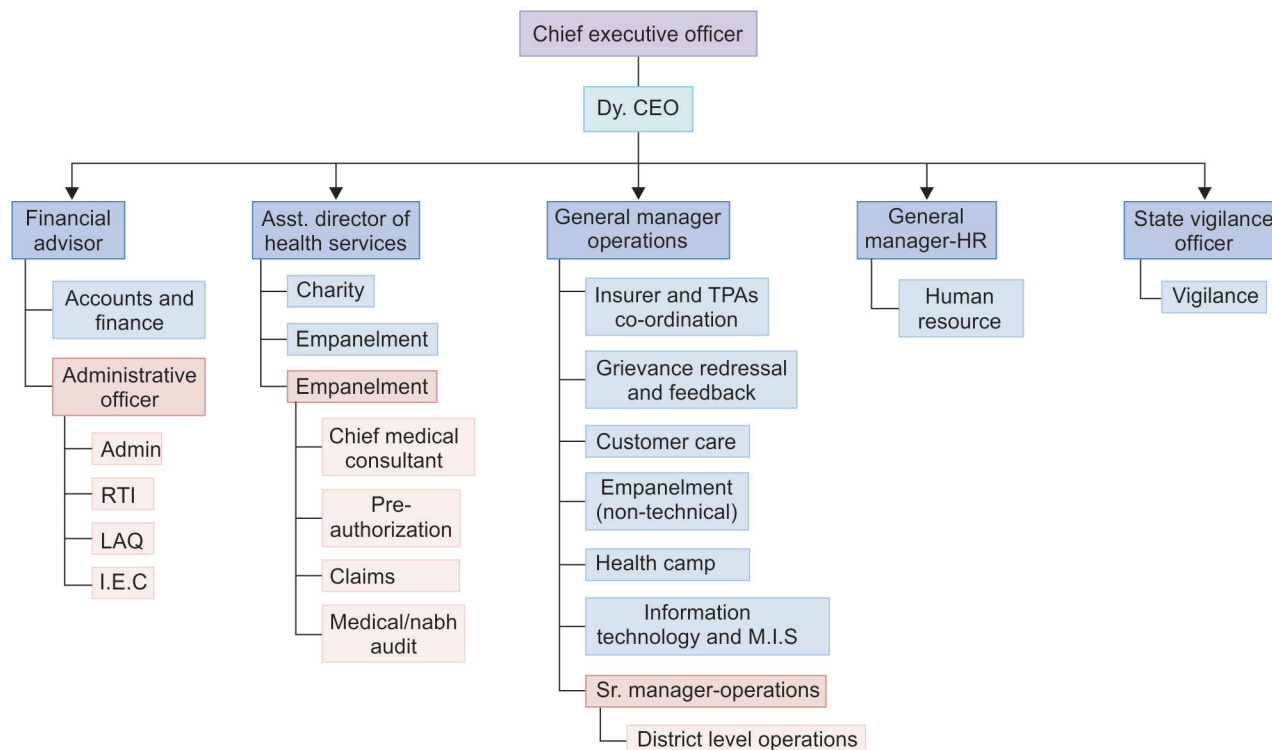 Chief executive officer
Dy. CEO
Financial
advisor
Accounts and
finance
Administrative
officer
Admin
RTI
LAQ
I.E.C
Asst. director of
health services
Charity
Empanelment
Empanelment
Chief medical
consultant
Pre-
authorization
Claims
Medical/nabh
audit
General manager
operations
Insurer and TPAs
co-ordination
Grievance redressal
and feedback
Customer care
Empanelment
(non-technical)
Health camp
Information
technology and M.I.S
Sr. manager-operations
District level operations
General
manager-HR
Human
resource
State vigilance
officer
Vigilance